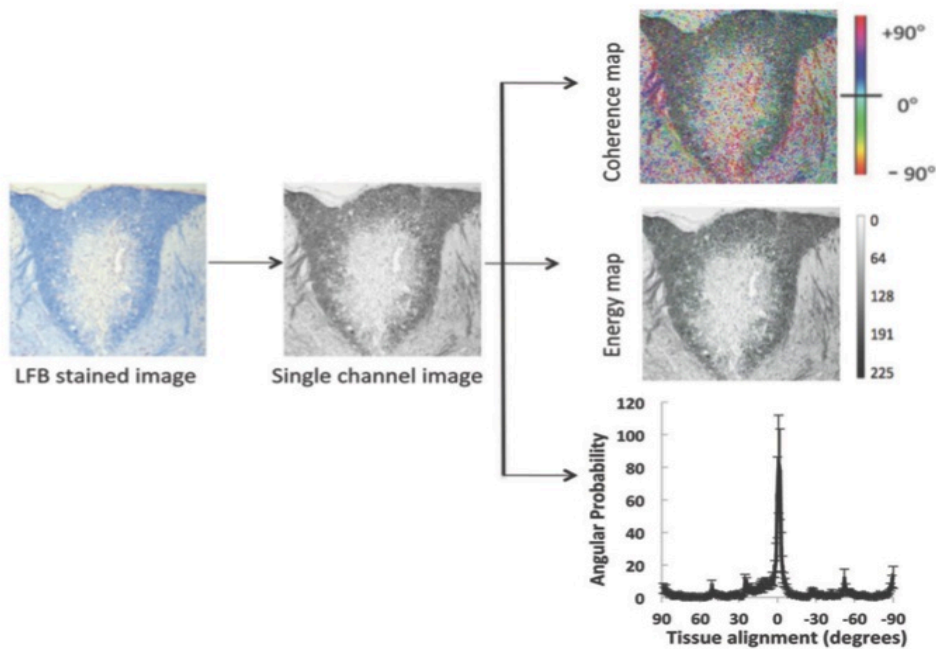 LFB stained image
Single channel image
Coherence map
+90°
0°
- 90°
Energy map
0
64
128
191
225
Angular Probability
120
100
80
60
40
20
0
90 60 30 0 -30 -60 -90
Tissue alignment (degrees)